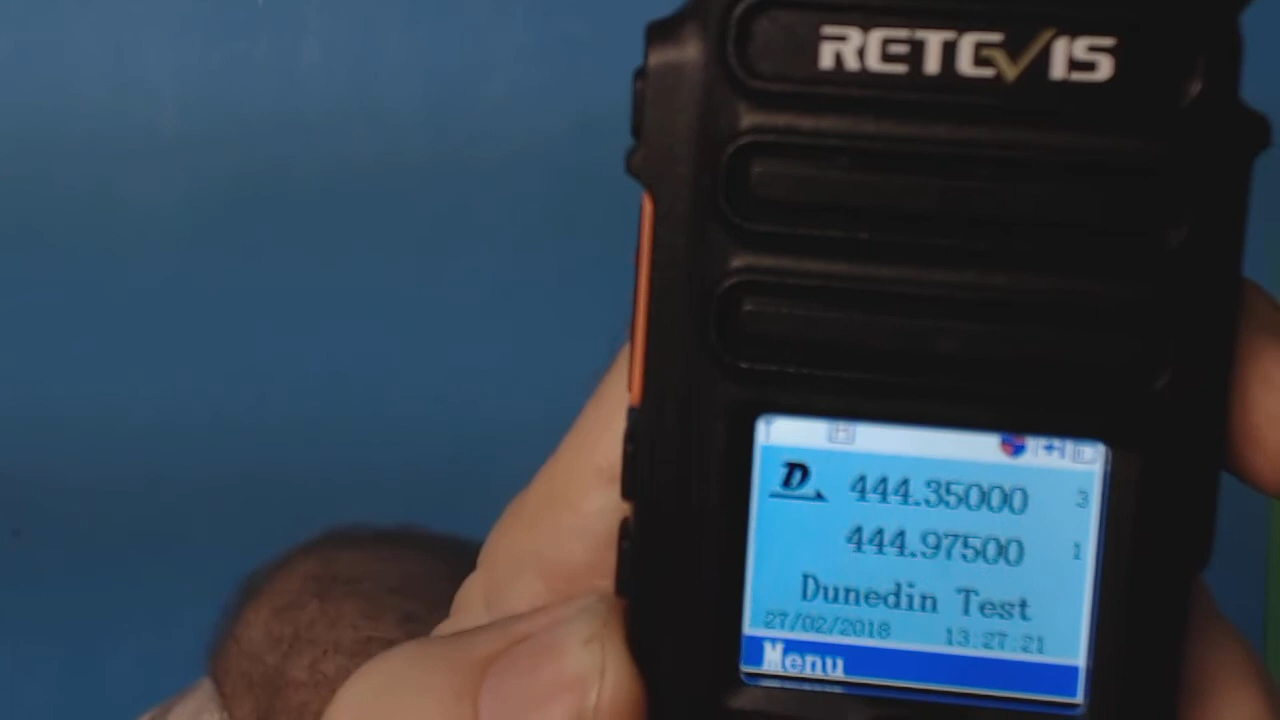 RETEVIS
D 444.35000 3
444.97500 1
Dunedin Test
27/02/2018 13:27:21
Menu